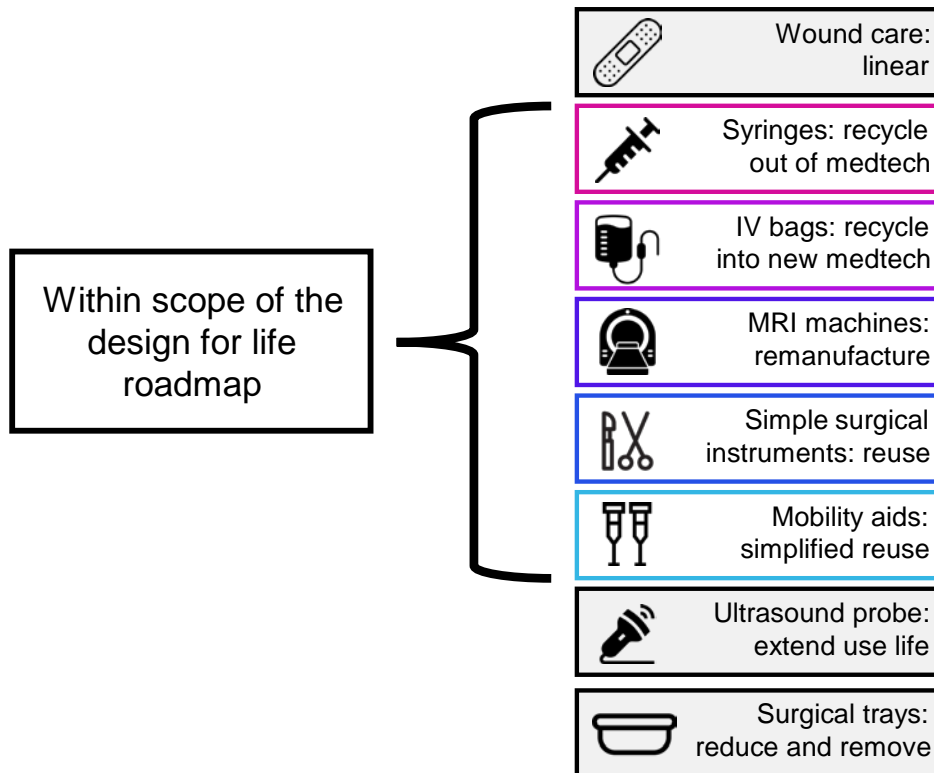 Wound care:
linear
Syringes: recycle
out of medtech
IV bags: recycle
into new medtech
Within scope of the
design for life
roadmap
MRI machines:
remanufacture
Simple surgical
instruments: reuse
Mobility aids:
simplified reuse
Ultrasound probe:
extend use life
Surgical trays:
reduce and remove